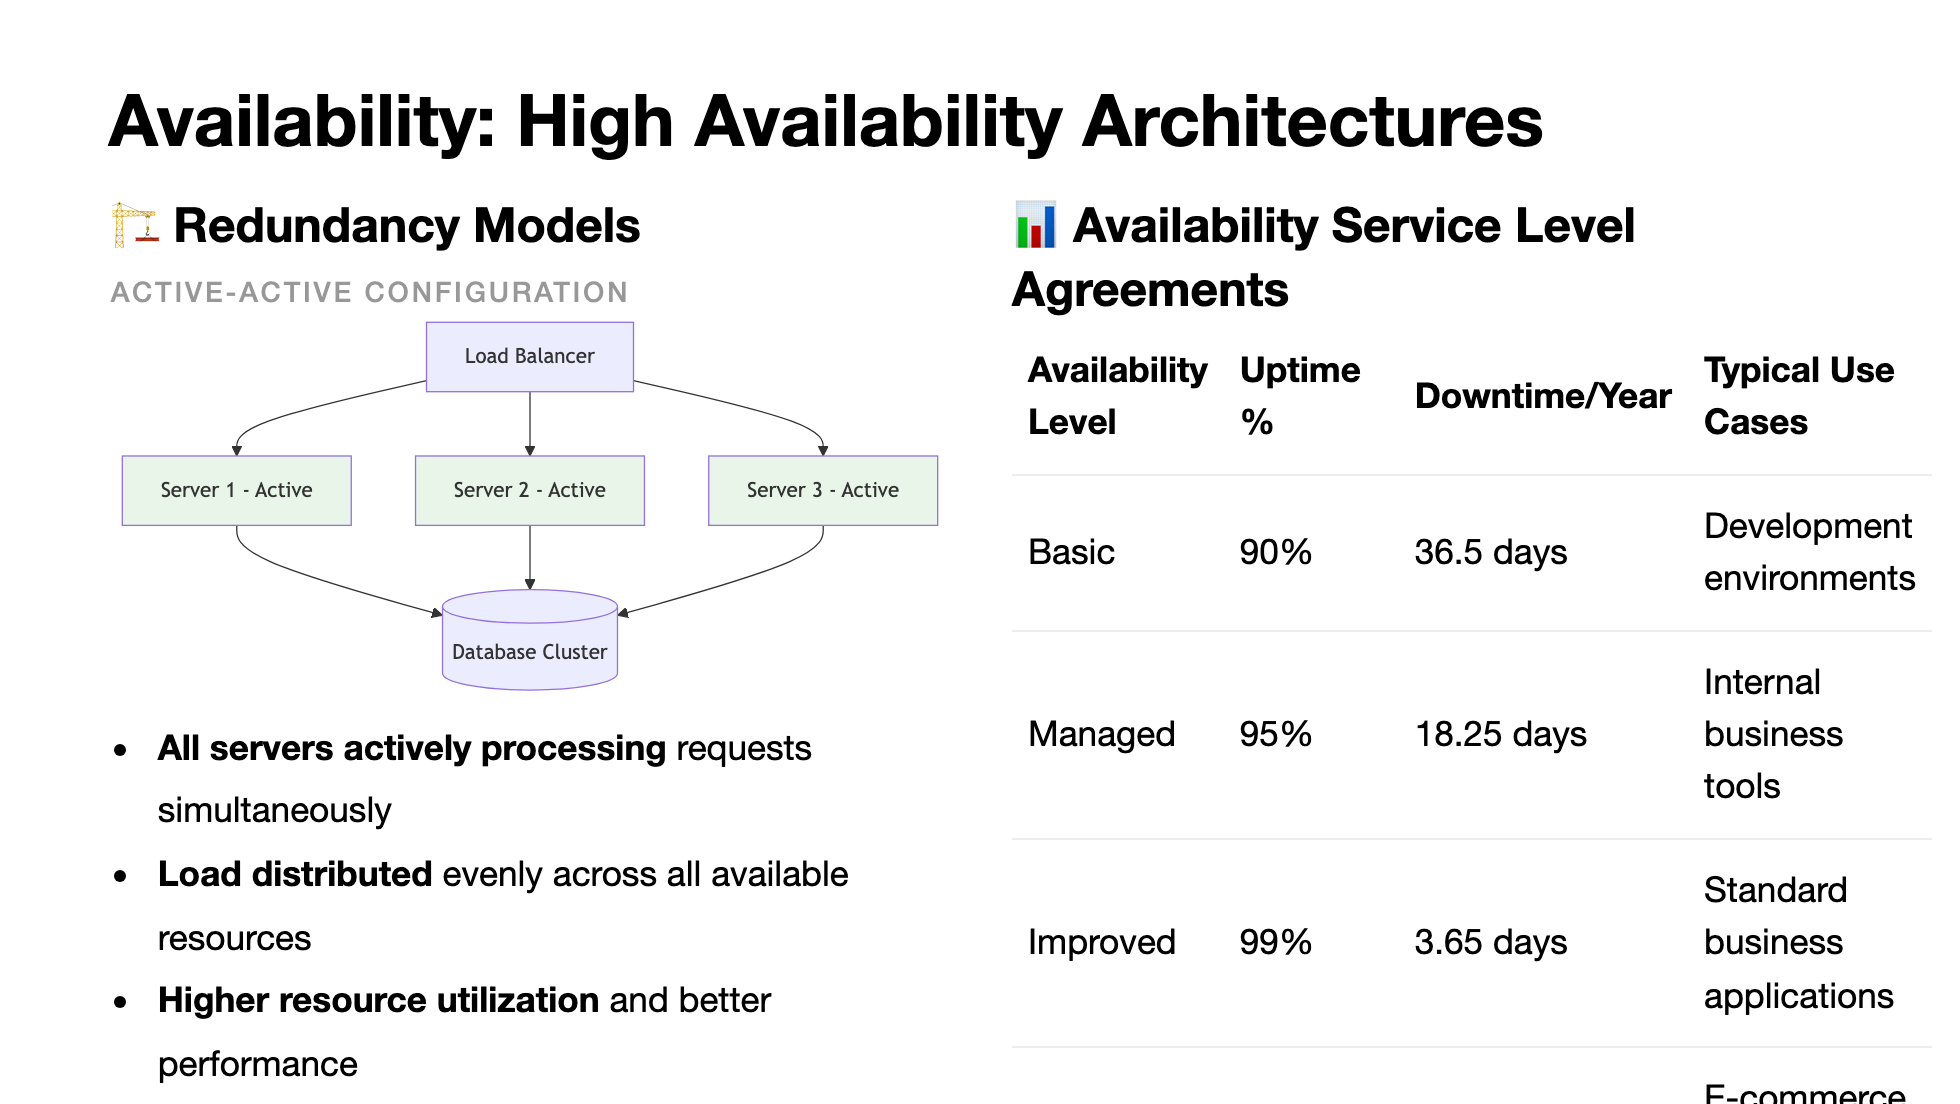 Availability: High Availability Architectures
🏗️ Redundancy Models
ACTIVE-ACTIVE CONFIGURATION
Load Balancer
Server 1 - Active
Server 2 - Active
Server 3 - Active
Database Cluster
• All servers actively processing requests
simultaneously
• Load distributed evenly across all available
resources
• Higher resource utilization and better
performance
📊 Availability Service Level
Agreements
Availability Level | Uptime % | Downtime/Year | Typical Use Cases
Basic | 90% | 36.5 days | Development environments
Managed | 95% | 18.25 days | Internal business tools
Improved | 99% | 3.65 days | Standard business applications
E-commerce